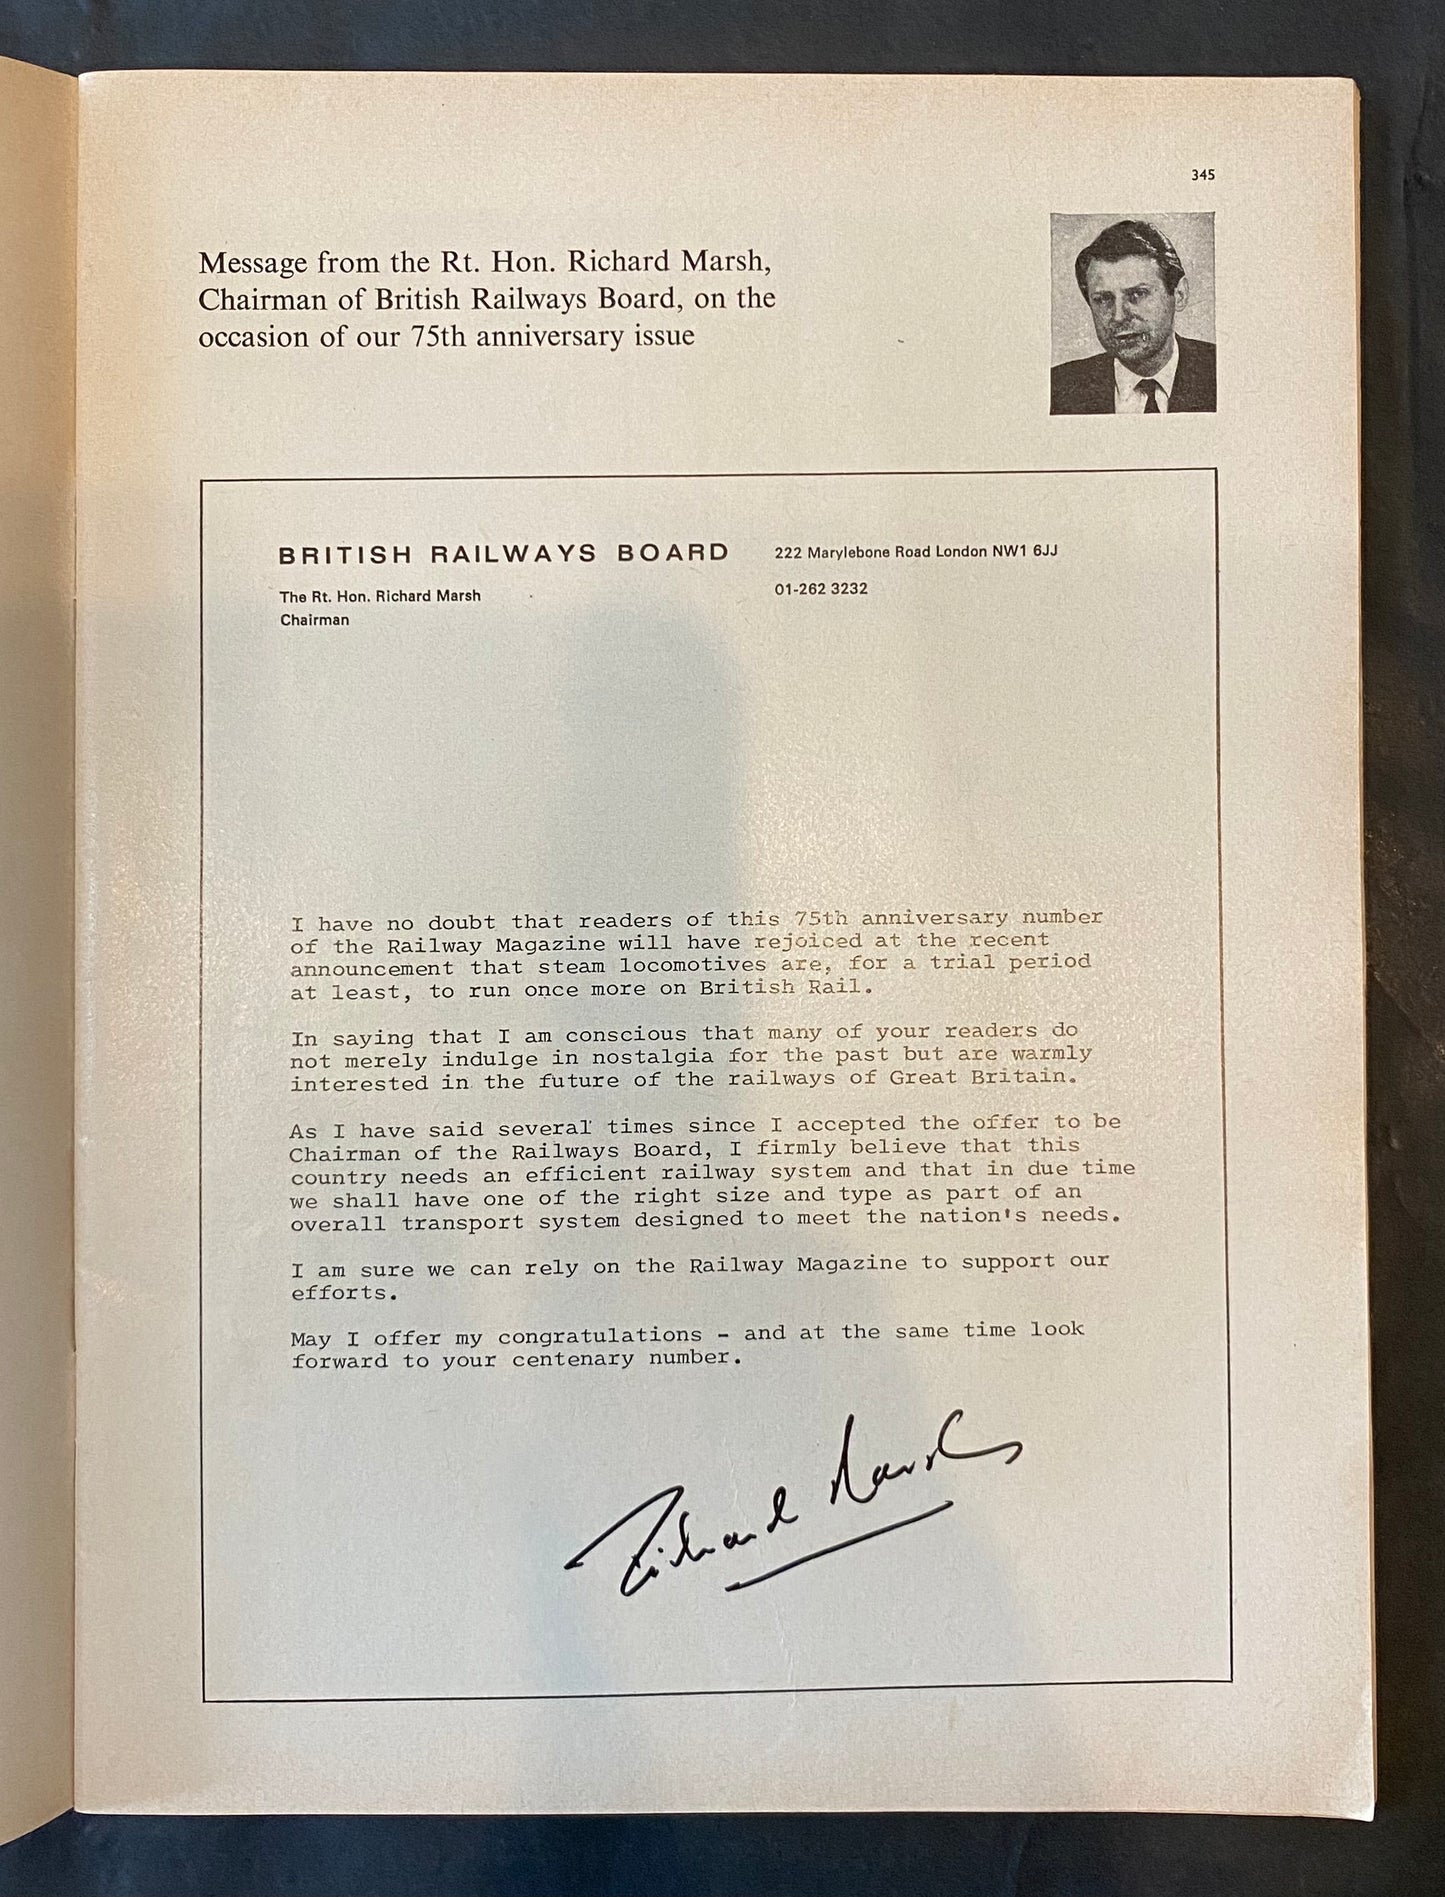 345
Message from the Rt. Hon. Richard Marsh,
Chairman of British Railways Board, on the
occasion of our 75th anniversary issue
BRITISH RAILWAYS BOARD
222 Marylebone Road London NW1 6JJ
01-262 3232
The Rt. Hon. Richard Marsh
Chairman
I have no doubt that readers of this 75th anniversary number
of the Railway Magazine will have rejoiced at the recent
announcement that steam locomotives are, for a trial period
at least, to run once more on British Rail.
In saying that I am conscious that many of your readers do
not merely indulge in nostalgia for the past but are warmly
interested in the future of the railways of Great Britain.
As I have said several times since I accepted the offer to be
Chairman of the Railways Board, I firmly believe that this
country needs an efficient railway system and that in due time
we shall have one of the right size and type as part of an
overall transport system designed to meet the nation's needs.
I am sure we can rely on the Railway Magazine to support our
efforts.
May I offer my congratulations - and at the same time look
forward to your centenary number.
Richard Marsh